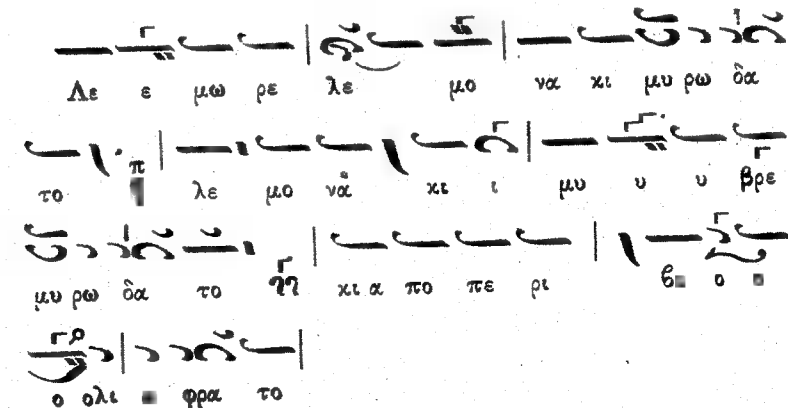 Λε ε μω ρε λε μο να κι μυ ρω δα
το π λε μο να κι ι μυ υ υ βρε
μυ ρω δα το κι α πο πε ρι β ο
ο ολι φρα το